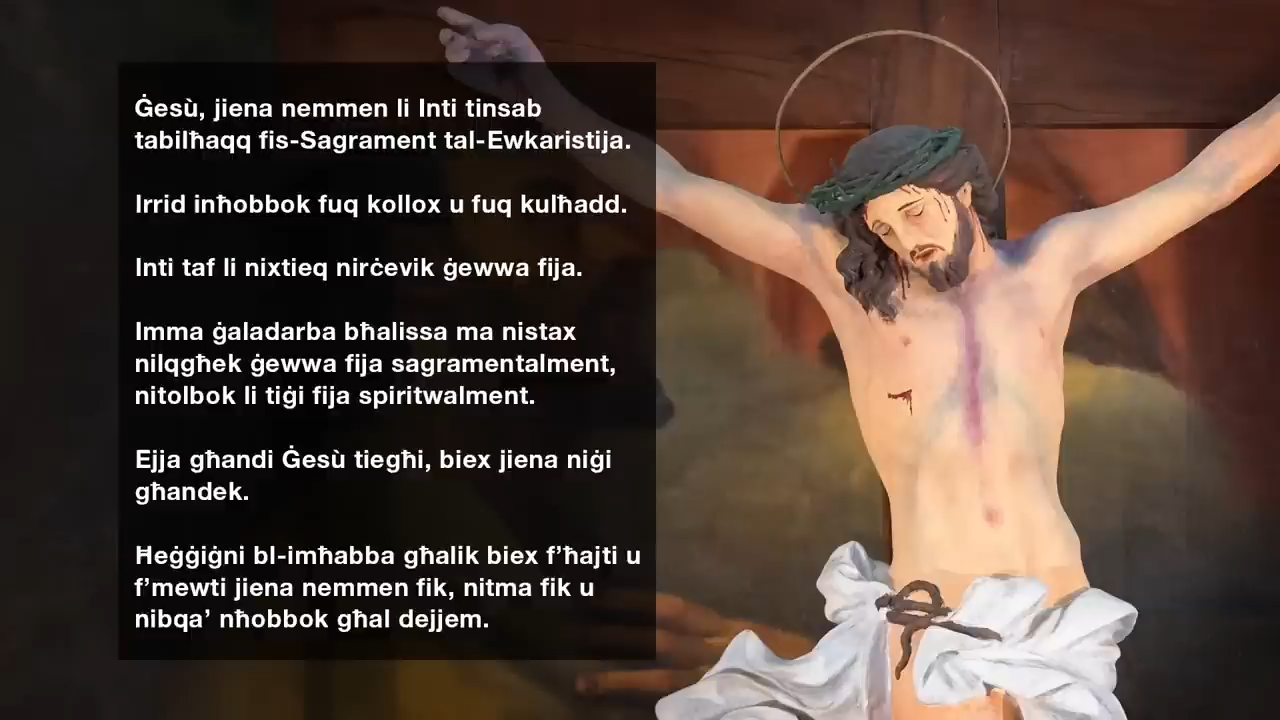 Ġesù, jiena nemmen li Inti tinsab
tabilħaqq fis-Sagrament tal-Ewkaristija.
Irrid inħobbok fuq kollox u fuq kulħadd.
Inti taf li nixtieq nirċevik ġewwa fija.
Imma ġaladarba bħalissa ma nistax
nilqgħek ġewwa fija sagramentalment,
nitolbok li tiġi fija spiritwalment.
Ejja għandi Ġesù tiegħi, biex jiena niġi
għandek.
Ħeġġiġni bl-imħabba għalik biex f’ħajti u
f’mewti jiena nemmen fik, nitma fik u
nibqa’ nħobbok għal dejjem.